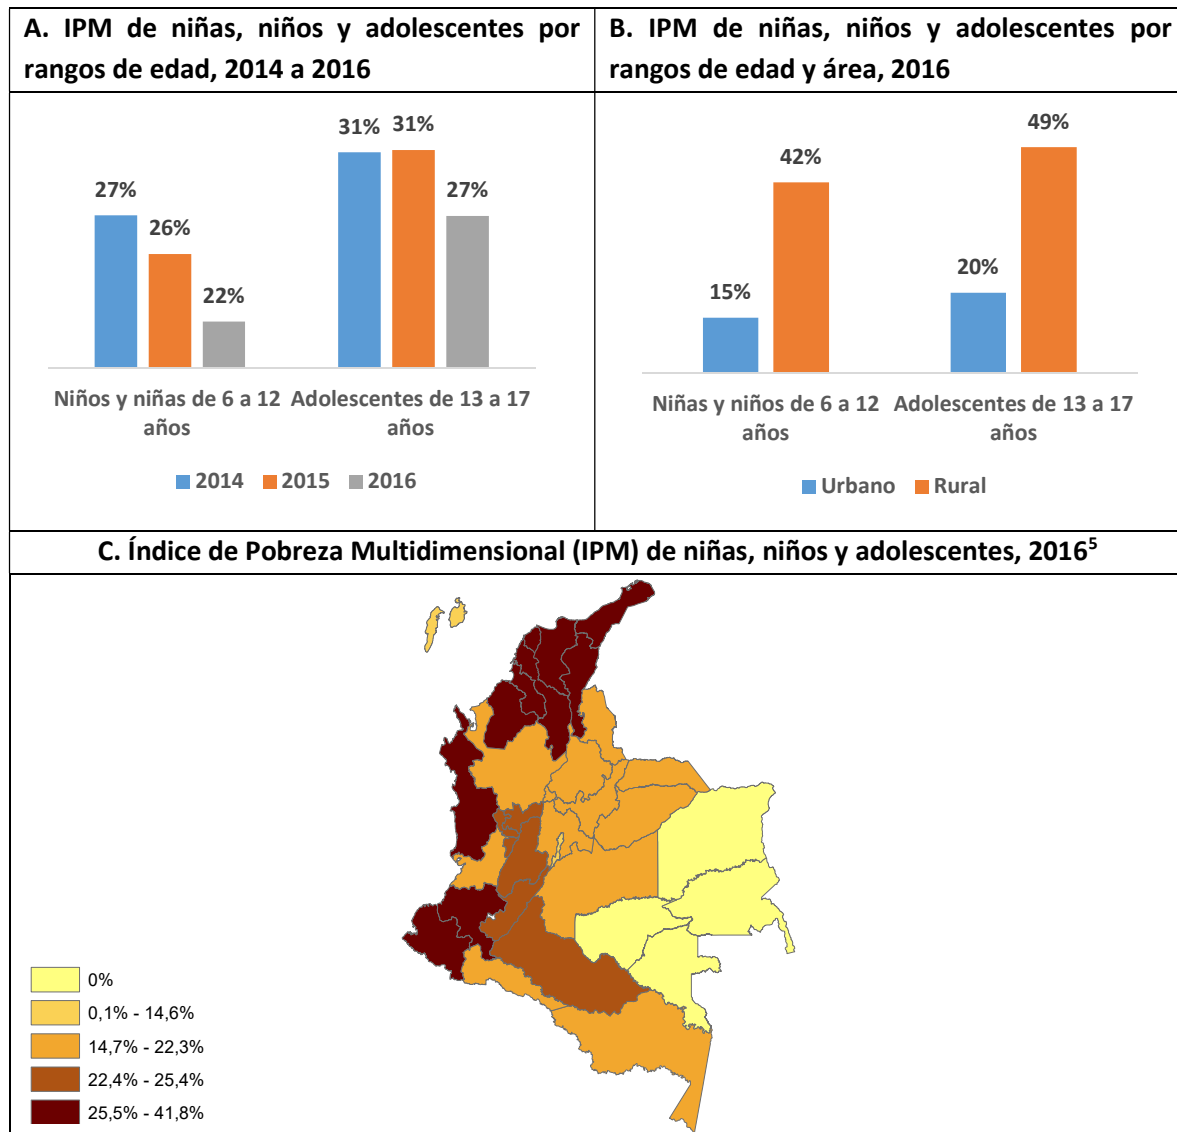 A. IPM de niñas, niños y adolescentes por
rangos de edad, 2014 a 2016
B. IPM de niñas, niños y adolescentes por
rangos de edad y área, 2016
27%
26%
22%
31%
31%
27%
Niños y niñas de 6 a 12
años
Adolescentes de 13 a 17
años
2014
2015
2016
15%
42%
20%
49%
Niñas y niños de 6 a 12
años
Adolescentes de 13 a 17
años
Urbano
Rural
C. Índice de Pobreza Multidimensional (IPM) de niñas, niños y adolescentes, 2016⁵
0%
0,1% - 14,6%
14,7% - 22,3%
22,4% - 25,4%
25,5% - 41,8%